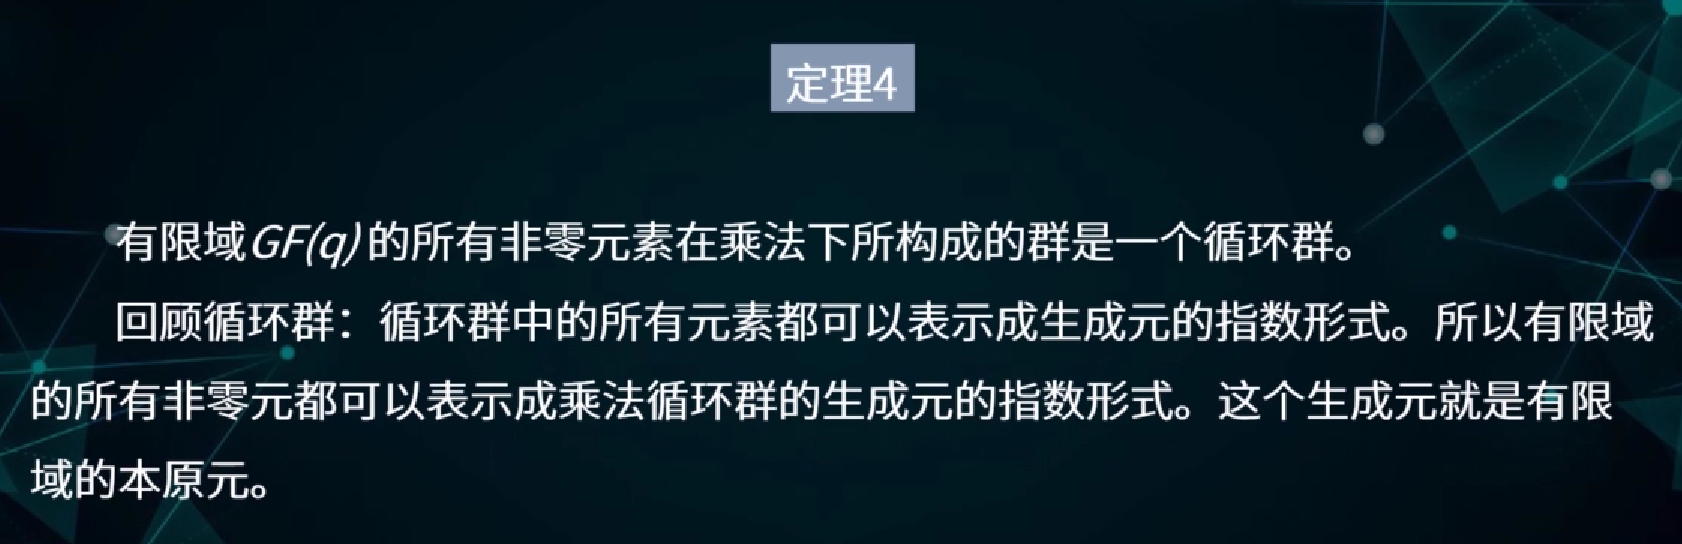 定理4
有限域GF(q)的所有非零元素在乘法下所构成的群是一个循环群。
回顾循环群：循环群中的所有元素都可以表示成生成元的指数形式。所以有限域
的所有非零元都可以表示成乘法循环群的生成元的指数形式。这个生成元就是有限
域的本原元。